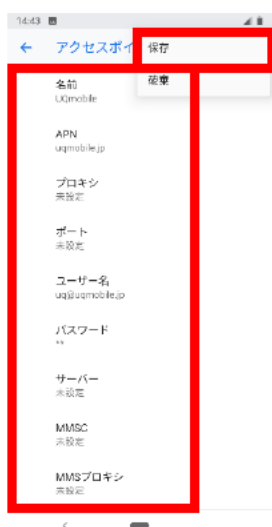 14:43
アクセスポイ
保存
破棄
名前
UQmobile
APN
uqmobile.jp
プロキシ
未設定
ポート
未設定
ユーザー名
uq@uqmobile.jp
パスワード
**
サーバー
未設定
MMSC
未設定
MMSプロキシ
未設定